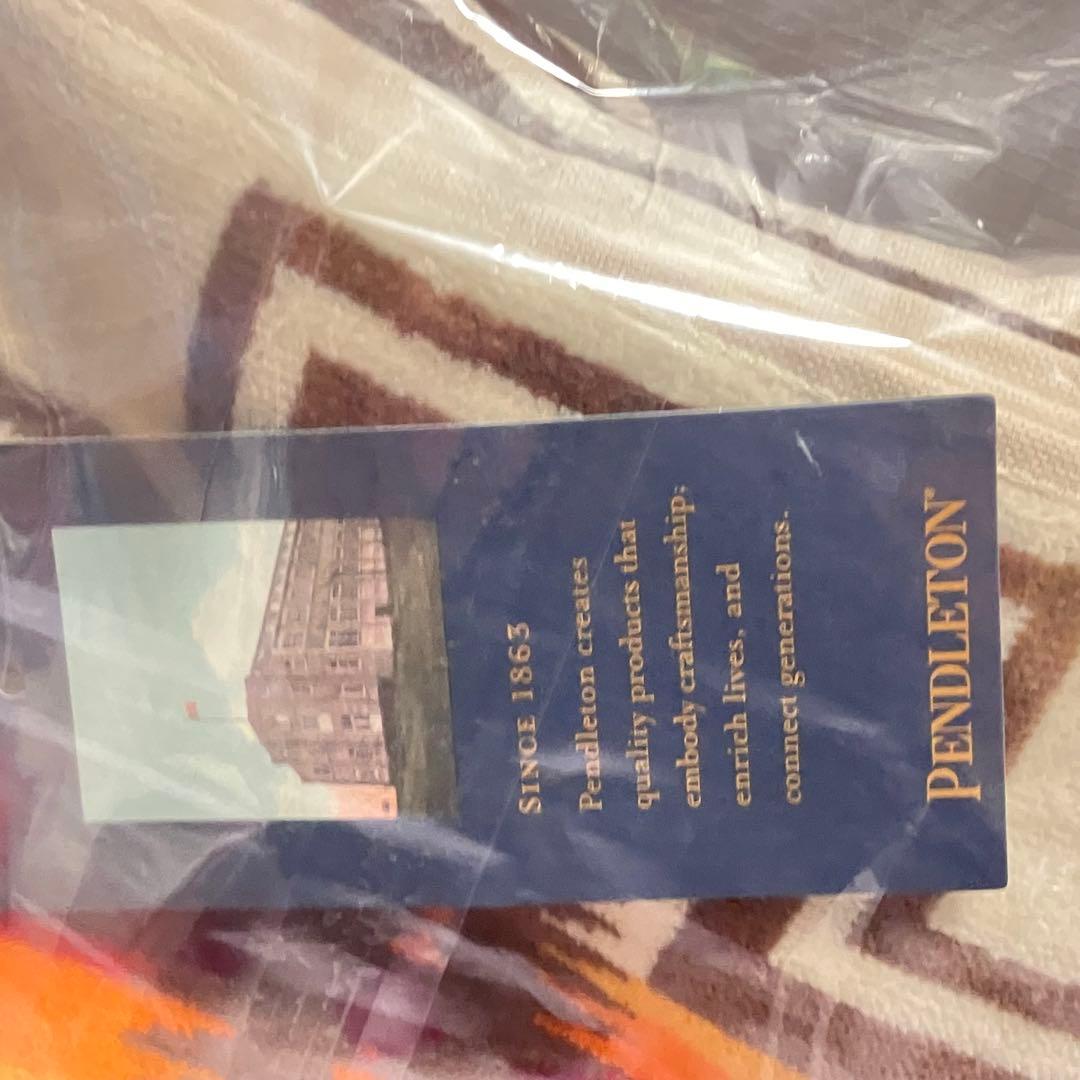 SINCE 1863
Pendleton creates
quality products that
embody craftsmanship;
enrich lives, and
connect generations.
PENDLETON®